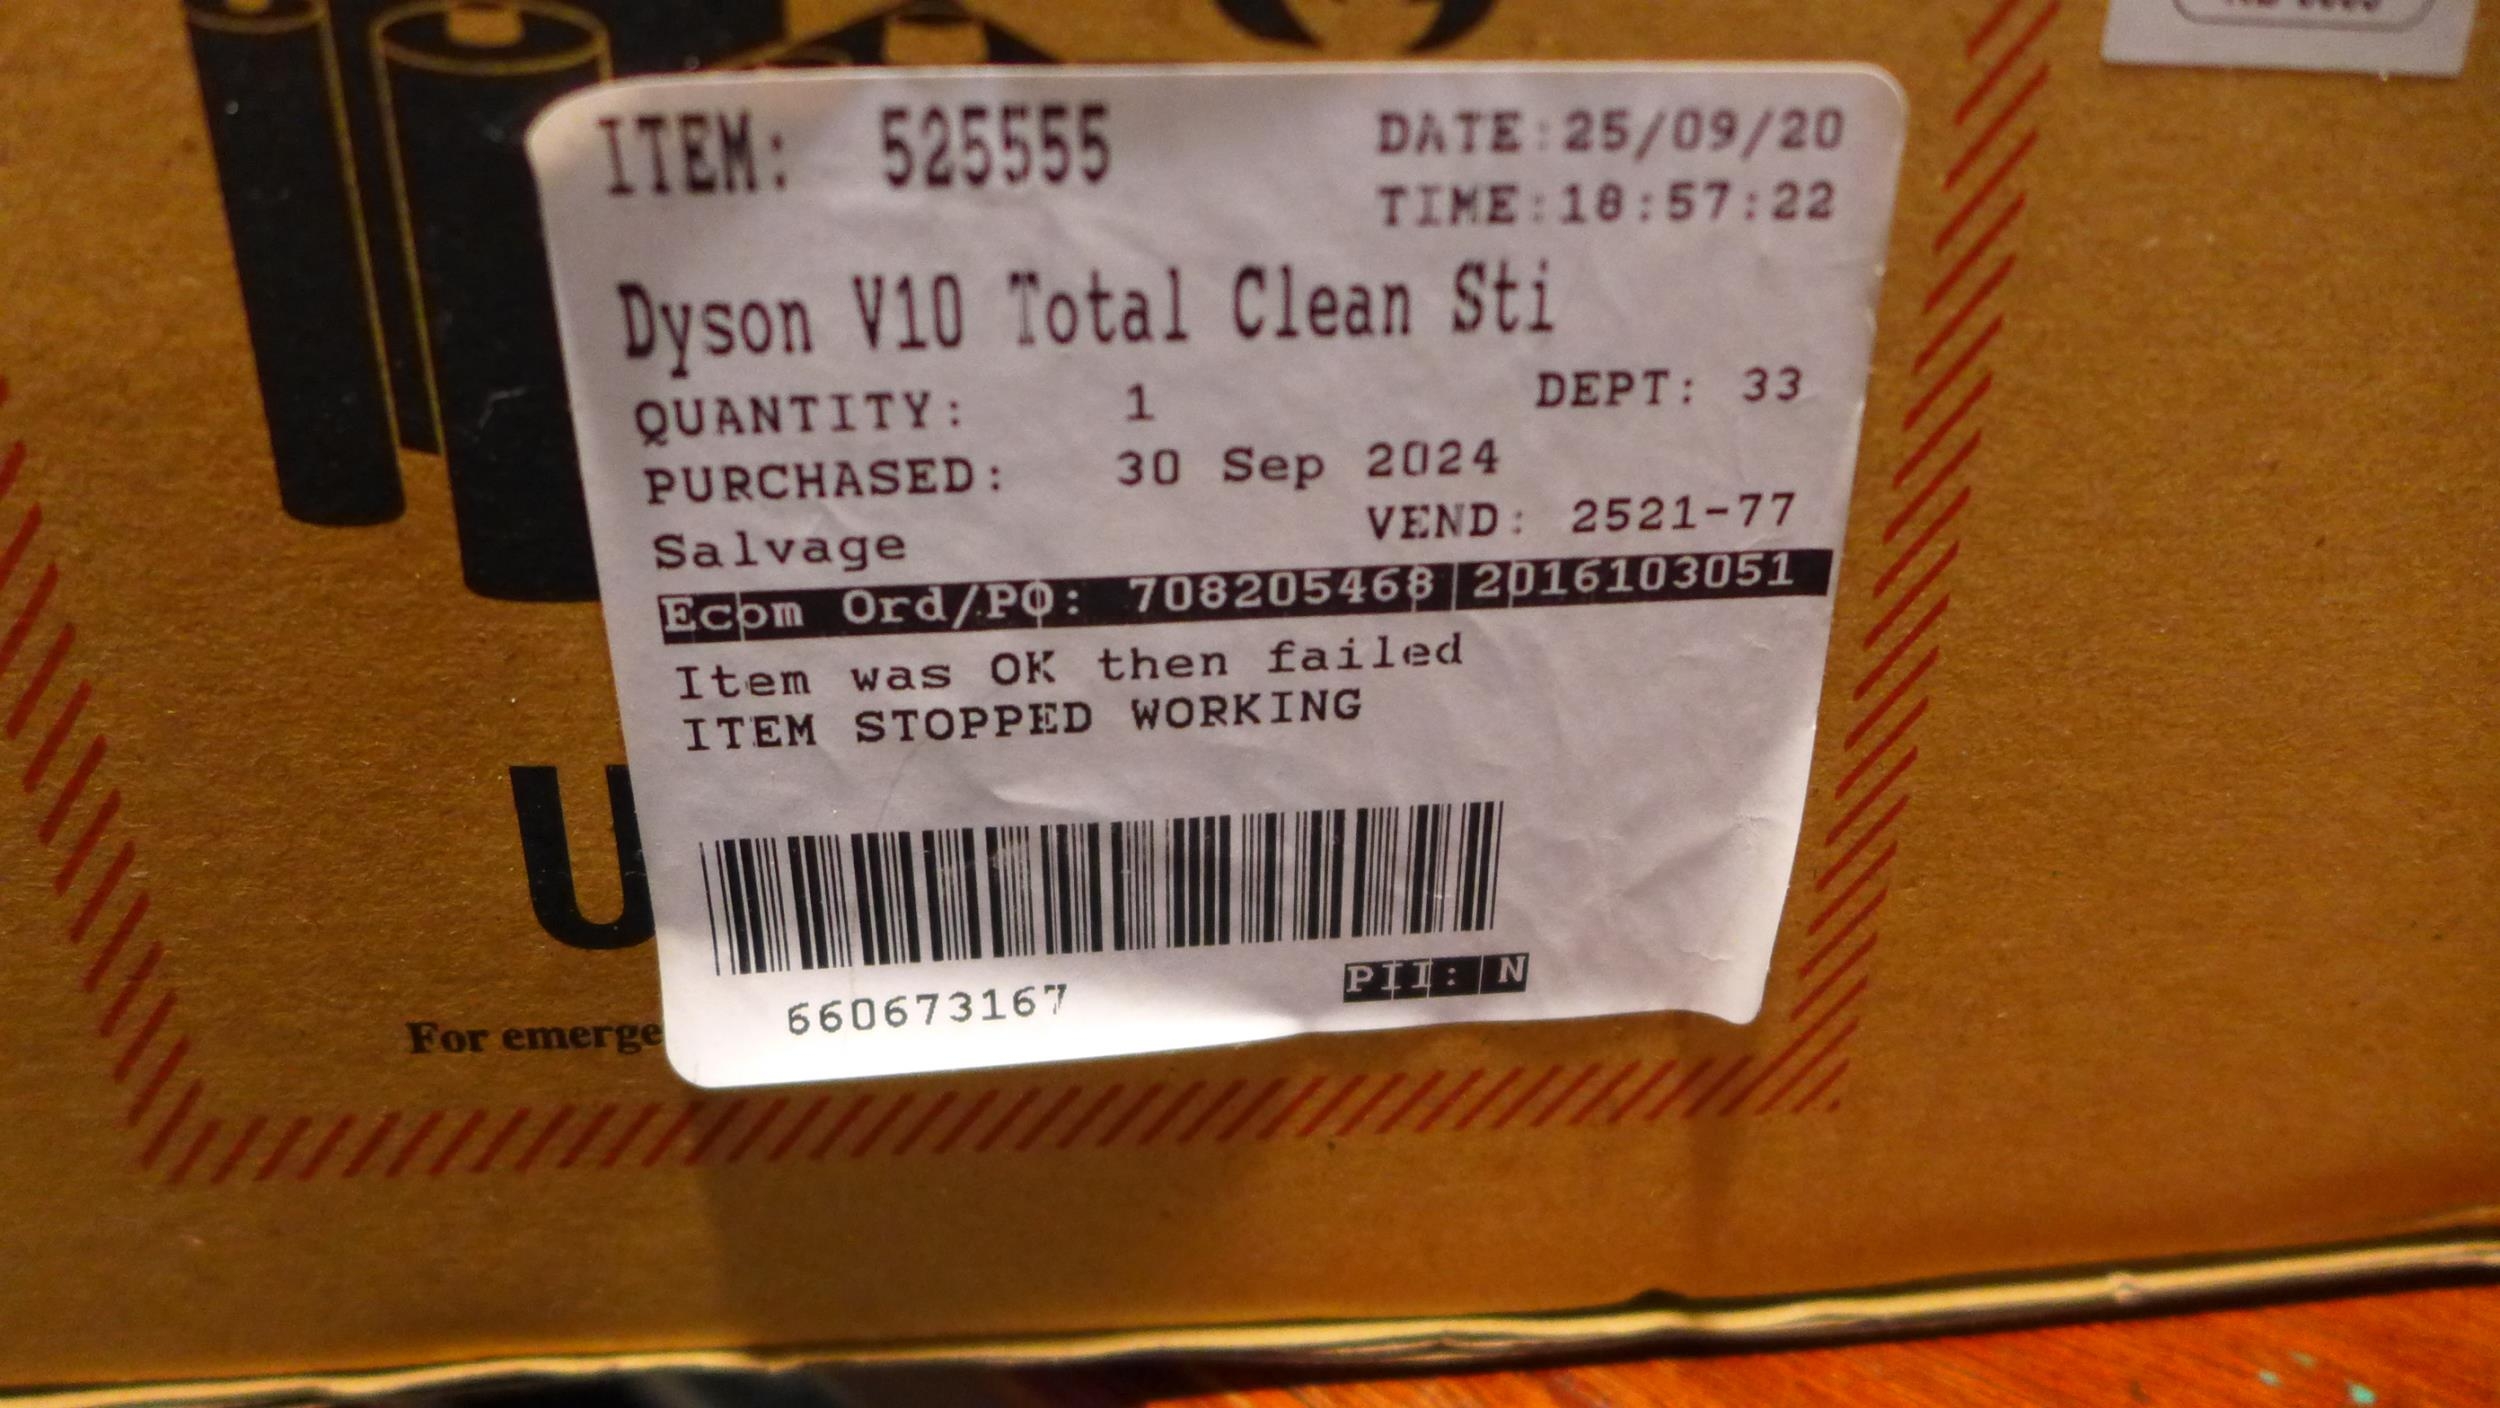 ITEM: 525555
DATE:25/09/20
TIME:18:57:22
Dyson V10 Total Clean Sti
QUANTITY: 1
DEPT: 33
PURCHASED: 30 Sep 2024
Salvage
VEND: 2521-77
Ecom Ord/PO: 708205468 2016103051
Item was OK then failed
ITEM STOPPED WORKING
660673167
PII: N
U
For emerge